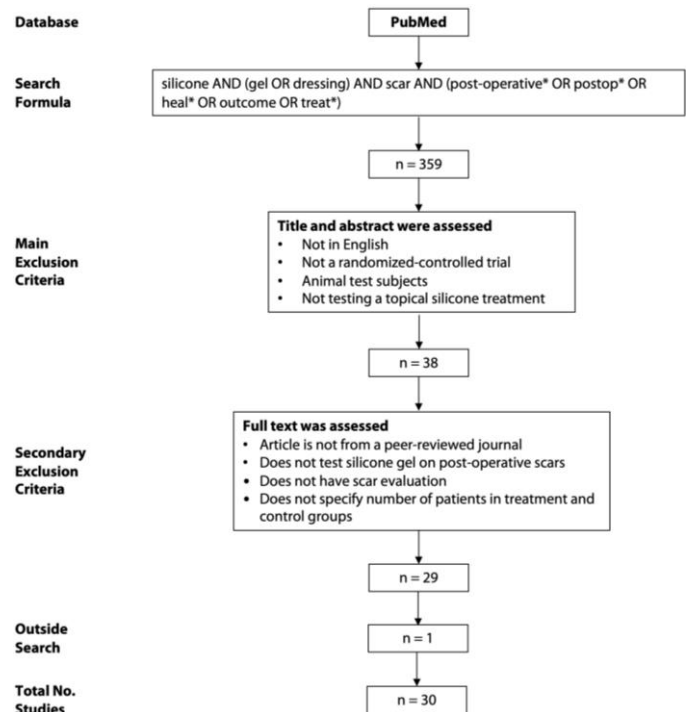 Database
PubMed
Search
Formula
silicone AND (gel OR dressing) AND scar AND (post-operative* OR postop* OR
heal* OR outcome OR treat*)
n = 359
Main
Exclusion
Criteria
Title and abstract were assessed
• Not in English
• Not a randomized-controlled trial
• Animal test subjects
• Not testing a topical silicone treatment
n = 38
Secondary
Exclusion
Criteria
Full text was assessed
• Article is not from a peer-reviewed journal
• Does not test silicone gel on post-operative scars
• Does not have scar evaluation
• Does not specify number of patients in treatment and
control groups
n = 29
Outside
Search
n = 1
Total No.
Studies
n = 30